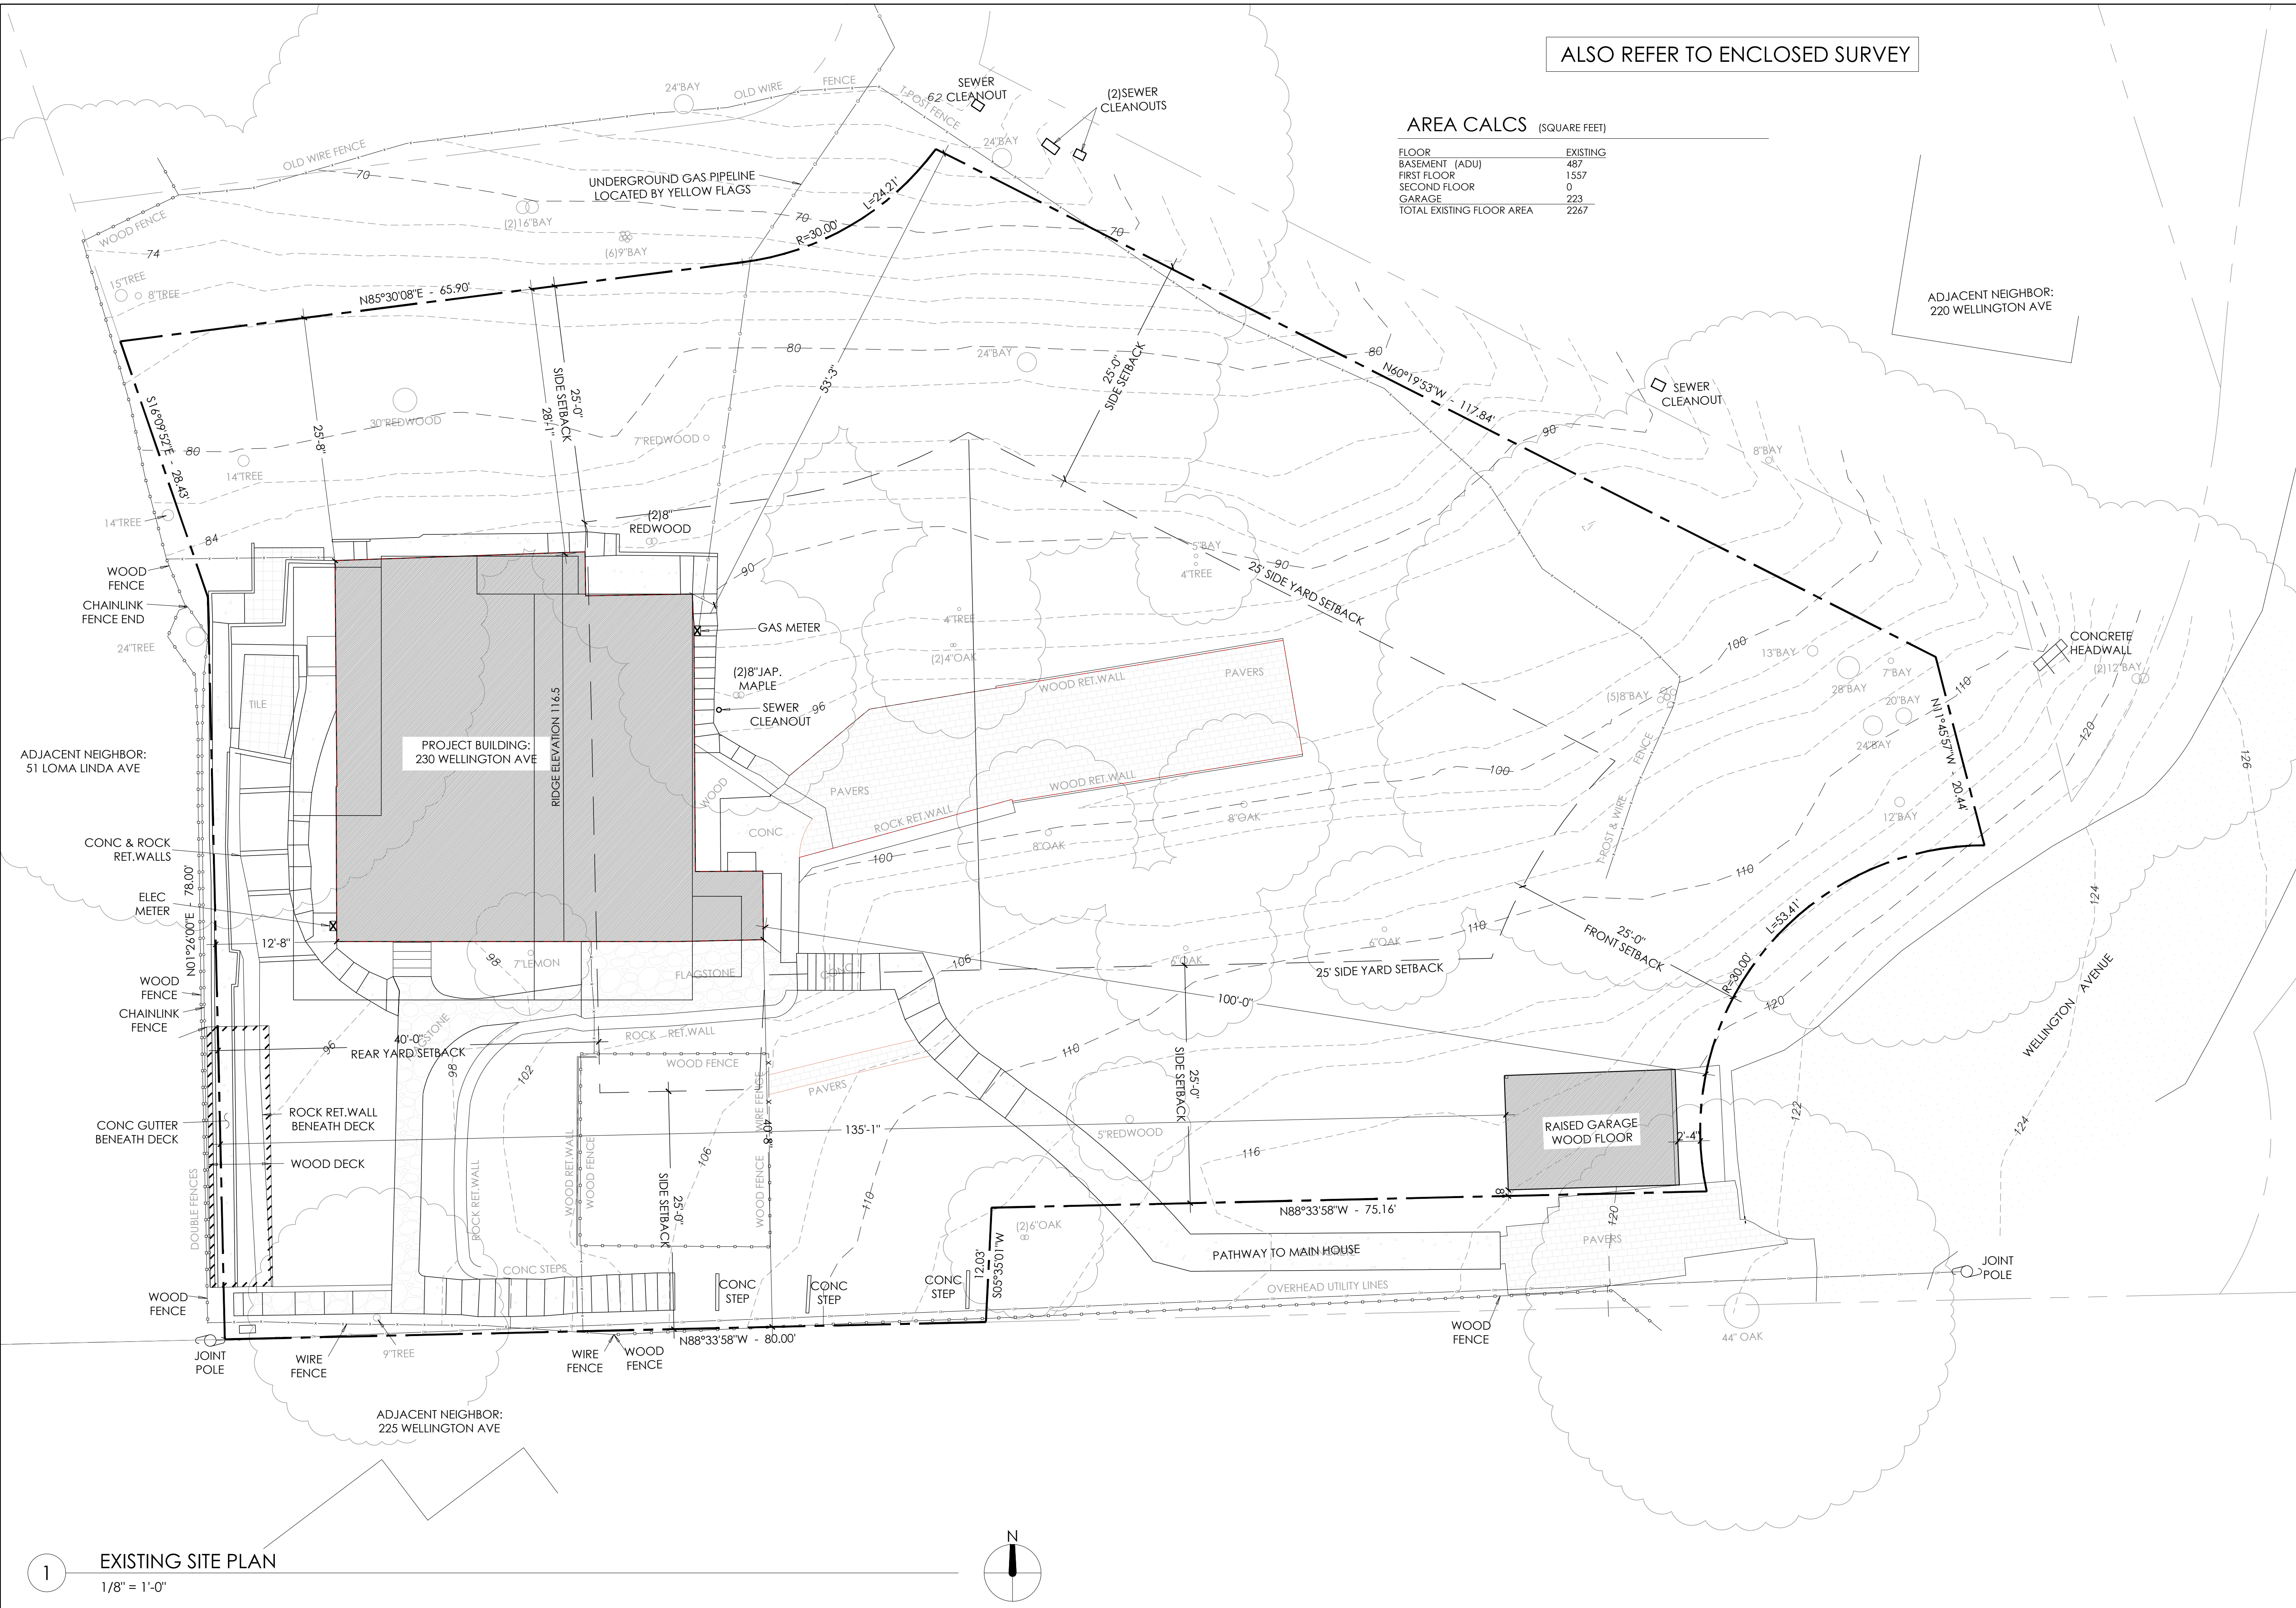 ALSO REFER TO ENCLOSED SURVEY
AREA CALCS (SQUARE FEET)
FLOOR EXISTING
BASEMENT (ADU) 487
FIRST FLOOR 1557
SECOND FLOOR 0
GARAGE 223
TOTAL EXISTING FLOOR AREA 2267
24"BAY
OLD WIRE
FENCE
T-POST FENCE
SEWER
CLEANOUT
62
(2)SEWER
CLEANOUTS
24"BAY
OLD WIRE FENCE
70
UNDERGROUND GAS PIPELINE
LOCATED BY YELLOW FLAGS
L=24.21'
R=30.00'
70
70
(2)16"BAY
(6)9"BAY
WOOD FENCE
74
15"TREE
8"TREE
N85°30'08"E - 65.90'
ADJACENT NEIGHBOR:
220 WELLINGTON AVE
80
24"BAY
80
25'-0"
SIDE SETBACK
53'-3"
25'-0"
SIDE SETBACK
28'-1"
25'-8"
N60°19'53"W - 117.84'
SEWER
CLEANOUT
S16°09'52"E - 28.43'
30"REDWOOD
7"REDWOOD
80
14"TREE
90
8"BAY
14"TREE
84
(2)8"
REDWOOD
90
5"BAY
4"TREE
90
25' SIDE YARD SETBACK
WOOD
FENCE
CHAINLINK
FENCE END
24"TREE
GAS METER
4"TREE
(2)4"OAK
(2)8"JAP.
MAPLE
SEWER
CLEANOUT
96
WOOD RET.WALL
PAVERS
100
13"BAY
28"BAY
7"BAY
20"BAY
24"BAY
110
CONCRETE
HEADWALL
(2)12"BAY
(5)8"BAY
TILE
RIDGE ELEVATION 116.5
PROJECT BUILDING:
230 WELLINGTON AVE
ADJACENT NEIGHBOR:
51 LOMA LINDA AVE
N11°45'57"W - 20.44'
120
126
T-POST & WIRE
FENCE
WOOD
PAVERS
WOOD RET.WALL
100
ROCK RET.WALL
CONC
12"BAY
8"OAK
8"OAK
100
CONC & ROCK
RET.WALLS
N01°26'00"E - 78.00'
110
124
ELEC
METER
12'-8"
7"LEMON
98
FLAGSTONE
CONC
106
6"OAK
6"OAK
110
25' SIDE YARD SETBACK
25'-0"
FRONT SETBACK
L=53.41'
R=30.00'
120
WELLINGTON AVENUE
WOOD
FENCE
CHAINLINK
FENCE
100'-0"
96
40'-0"
REAR YARD SETBACK
98
102
ROCK RET.WALL
WOOD FENCE
WIRE FENCE
PAVERS
110
25'-0"
SIDE SETBACK
ROCK RET.WALL
BENEATH DECK
CONC GUTTER
BENEATH DECK
WOOD DECK
40'-8"
135'-1"
5"REDWOOD
116
RAISED GARAGE
WOOD FLOOR
2'-4"
122
124
106
110
DOUBLE FENCES
ROCK RET.WALL
WOOD RET.WALL
WOOD FENCE
WOOD FENCE
25'-0"
SIDE SETBACK
8"
N88°33'58"W - 75.16'
120
PAVERS
(2)6"OAK
12.03'
S05°35'01"W
PATHWAY TO MAIN HOUSE
OVERHEAD UTILITY LINES
JOINT
POLE
CONC STEPS
CONC
STEP
CONC
STEP
CONC
STEP
WOOD
FENCE
N88°33'58"W - 80.00'
WOOD
FENCE
44" OAK
JOINT
POLE
WIRE
FENCE
9"TREE
WIRE
FENCE
WOOD
FENCE
ADJACENT NEIGHBOR:
225 WELLINGTON AVE
N
1
EXISTING SITE PLAN
1/8" = 1'-0"